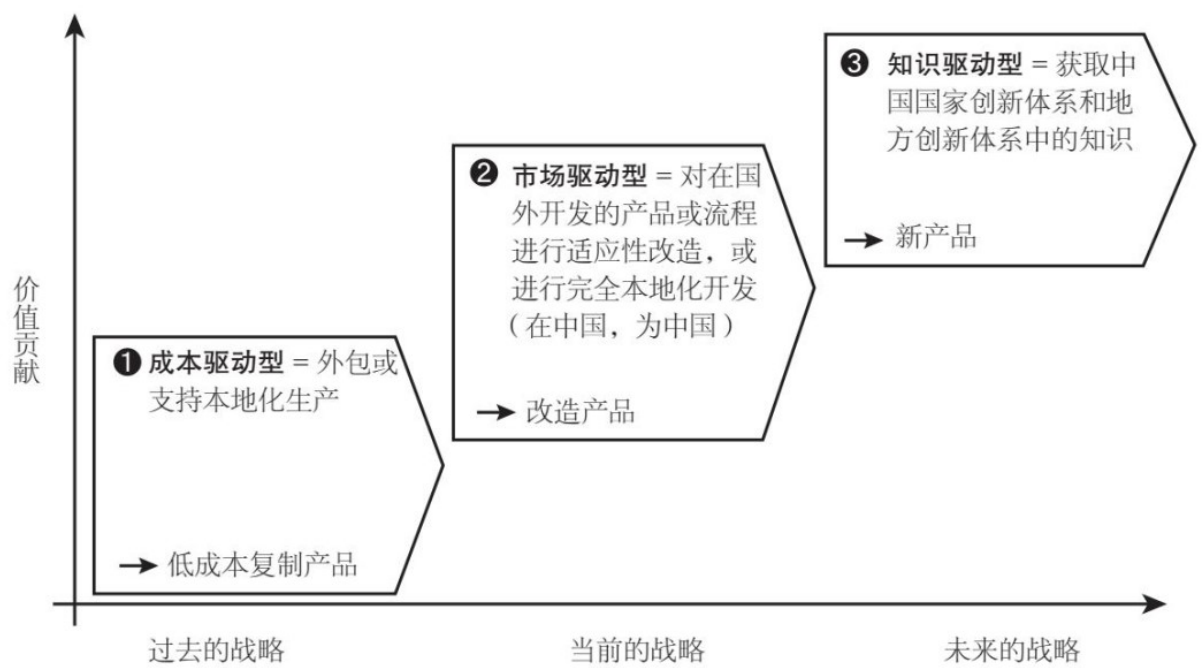 ❸ 知识驱动型 = 获取中
国国家创新体系和地
方创新体系中的知识
→ 新产品
❷ 市场驱动型 = 对在国
外开发的产品或流程
进行适应性改造，或
进行完全本地化开发
（在中国，为中国）
→ 改造产品
价值贡献
❶ 成本驱动型 = 外包或
支持本地化生产
→ 低成本复制产品
过去的战略
当前的战略
未来的战略